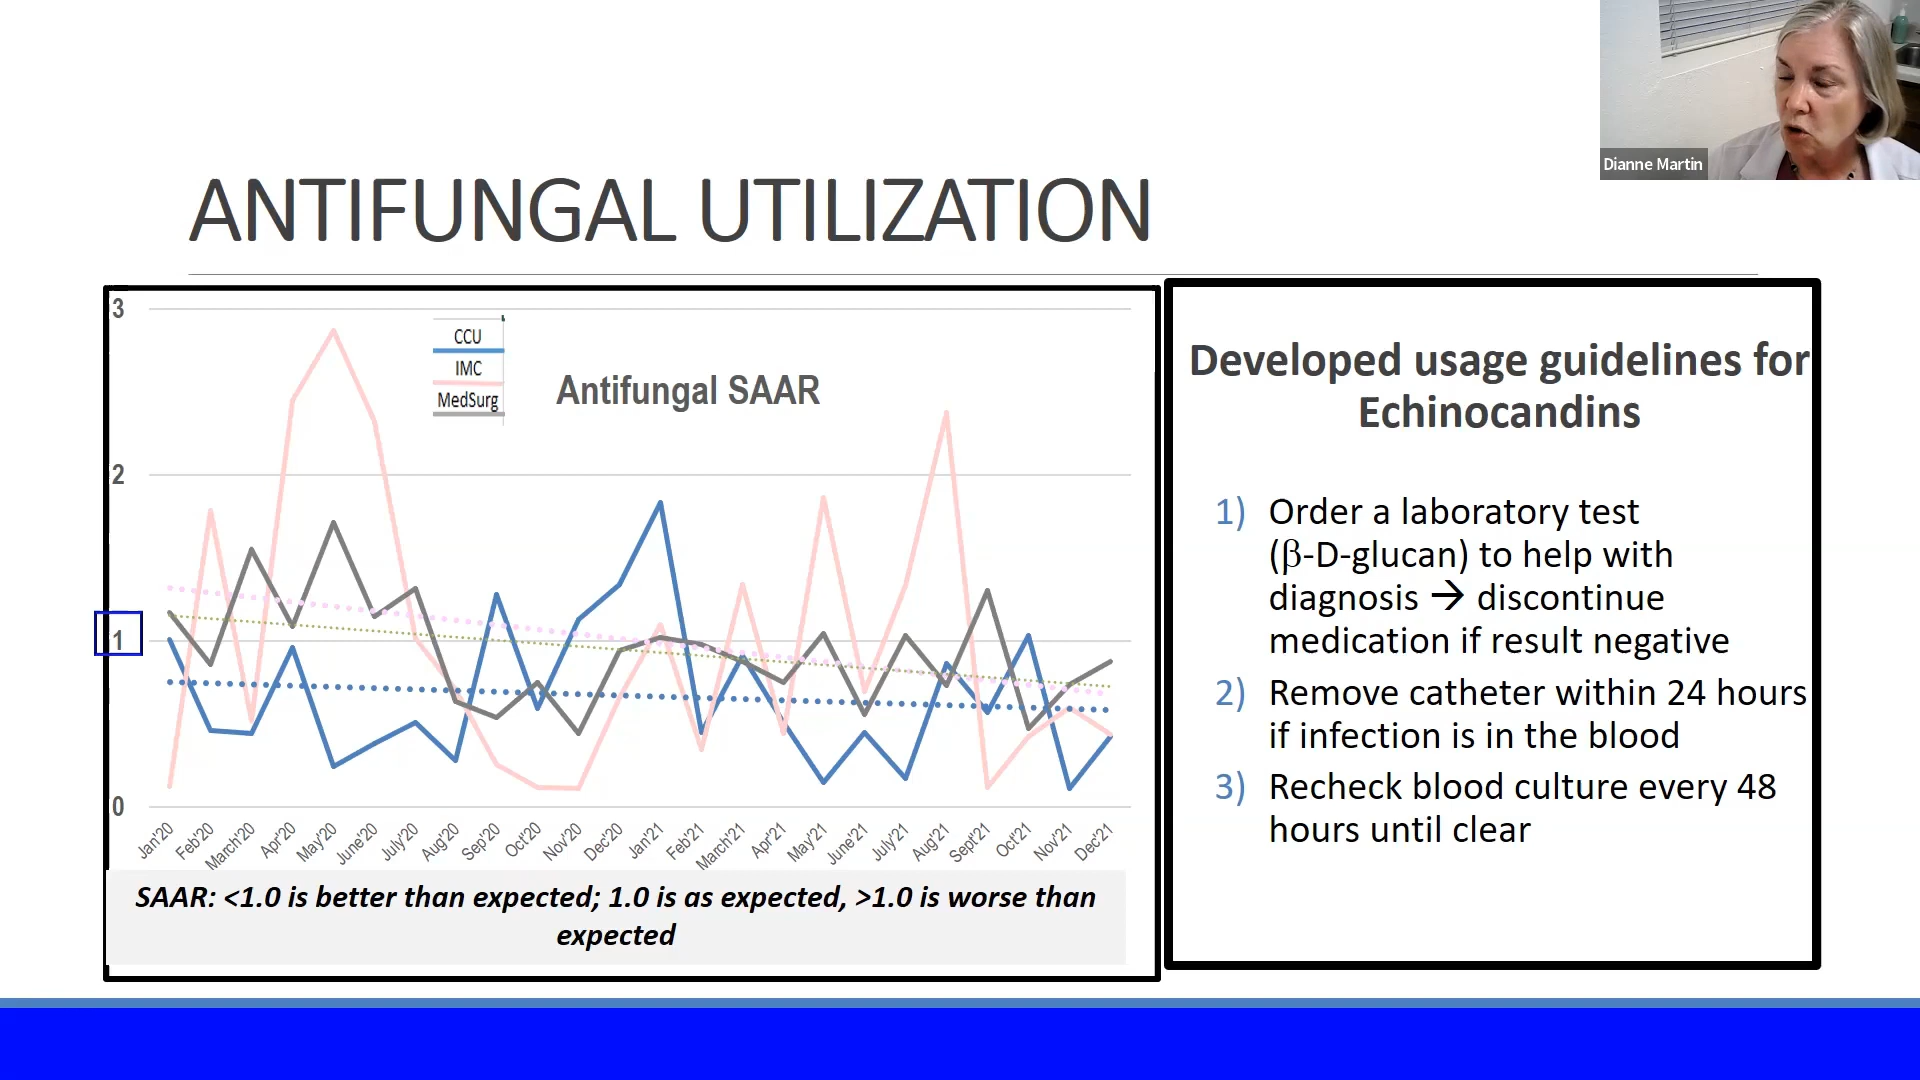 Dianne Martin
ANTIFUNGAL UTILIZATION
3
2
1
0
CCU
IMC
MedSurg
Antifungal SAAR
Jan'20
Feb'20
March'20
Apr'20
May'20
June'20
July'20
Aug'20
Sep'20
Oct'20
Nov'20
Dec'20
Jan'21
Feb'21
March'21
Apr'21
May'21
June'21
July'21
Aug'21
Sept'21
Oct'21
Nov'21
Dec'21
SAAR: <1.0 is better than expected; 1.0 is as expected, >1.0 is worse than
expected
Developed usage guidelines for
Echinocandins
1) Order a laboratory test
(β-D-glucan) to help with
diagnosis → discontinue
medication if result negative
2) Remove catheter within 24 hours
if infection is in the blood
3) Recheck blood culture every 48
hours until clear